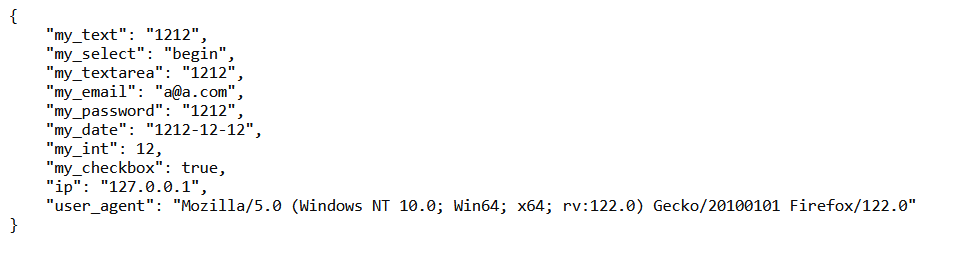 {
    "my_text": "1212",
    "my_select": "begin",
    "my_textarea": "1212",
    "my_email": "a@a.com",
    "my_password": "1212",
    "my_date": "1212-12-12",
    "my_int": 12,
    "my_checkbox": true,
    "ip": "127.0.0.1",
    "user_agent": "Mozilla/5.0 (Windows NT 10.0; Win64; x64; rv:122.0) Gecko/20100101 Firefox/122.0"
}